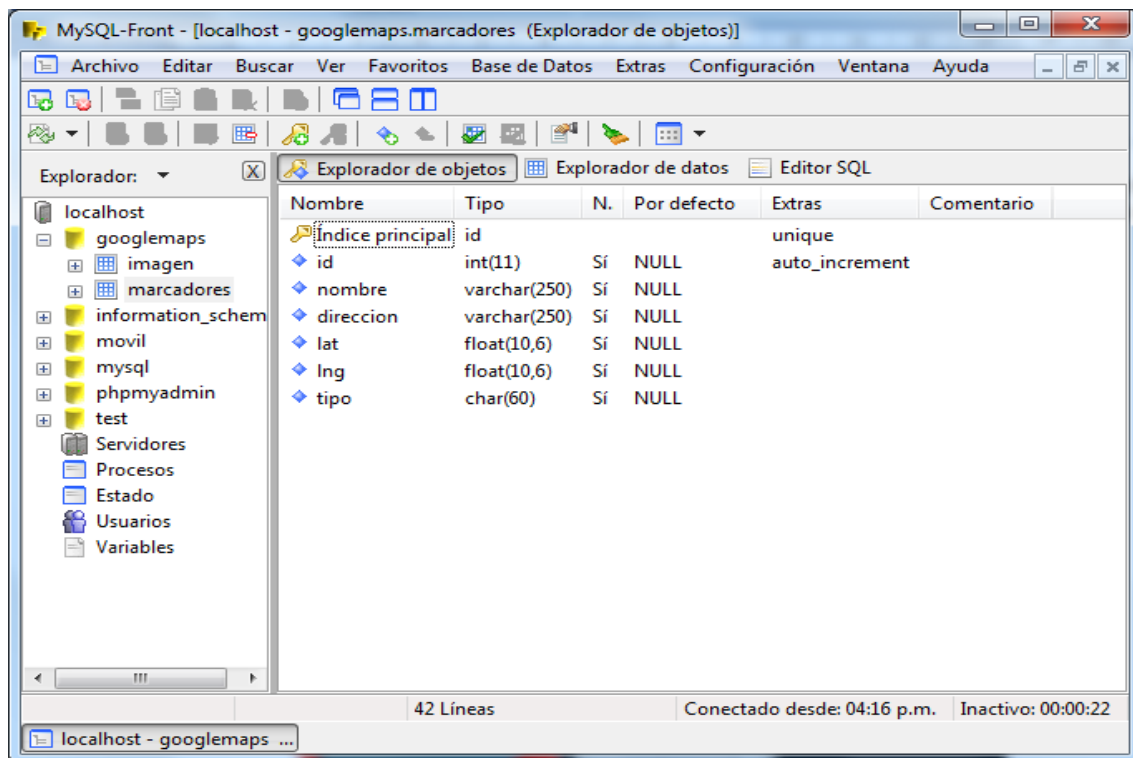 MySQL-Front - [localhost - googlemaps.marcadores (Explorador de objetos)]
Archivo Editar Buscar Ver Favoritos Base de Datos Extras Configuración Ventana Ayuda
Explorador:
Explorador de objetos Explorador de datos Editor SQL
localhost
googlemaps
imagen
marcadores
information_schem
movil
mysql
phpmyadmin
test
Servidores
Procesos
Estado
Usuarios
Variables
Nombre Tipo N. Por defecto Extras Comentario
Índice principal id unique
id int(11) Sí NULL auto_increment
nombre varchar(250) Sí NULL
direccion varchar(250) Sí NULL
lat float(10,6) Sí NULL
lng float(10,6) Sí NULL
tipo char(60) Sí NULL
42 Líneas Conectado desde: 04:16 p.m. Inactivo: 00:00:22
localhost - googlemaps ...